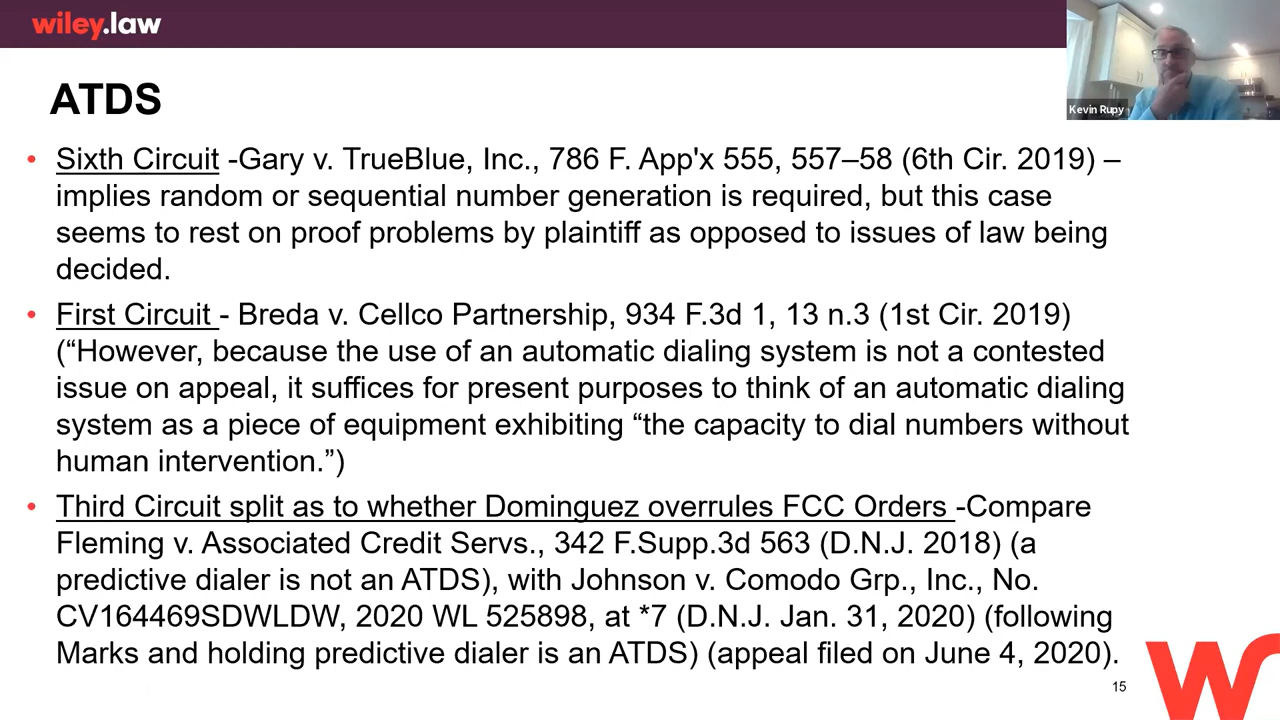 wiley.law
Kevin Rupy
ATDS
• Sixth Circuit -Gary v. TrueBlue, Inc., 786 F. App'x 555, 557–58 (6th Cir. 2019) –
implies random or sequential number generation is required, but this case
seems to rest on proof problems by plaintiff as opposed to issues of law being
decided.
• First Circuit - Breda v. Cellco Partnership, 934 F.3d 1, 13 n.3 (1st Cir. 2019)
(“However, because the use of an automatic dialing system is not a contested
issue on appeal, it suffices for present purposes to think of an automatic dialing
system as a piece of equipment exhibiting “the capacity to dial numbers without
human intervention.”)
• Third Circuit split as to whether Dominguez overrules FCC Orders -Compare
Fleming v. Associated Credit Servs., 342 F.Supp.3d 563 (D.N.J. 2018) (a
predictive dialer is not an ATDS), with Johnson v. Comodo Grp., Inc., No.
CV164469SDWLDW, 2020 WL 525898, at *7 (D.N.J. Jan. 31, 2020) (following
Marks and holding predictive dialer is an ATDS) (appeal filed on June 4, 2020).
15
W